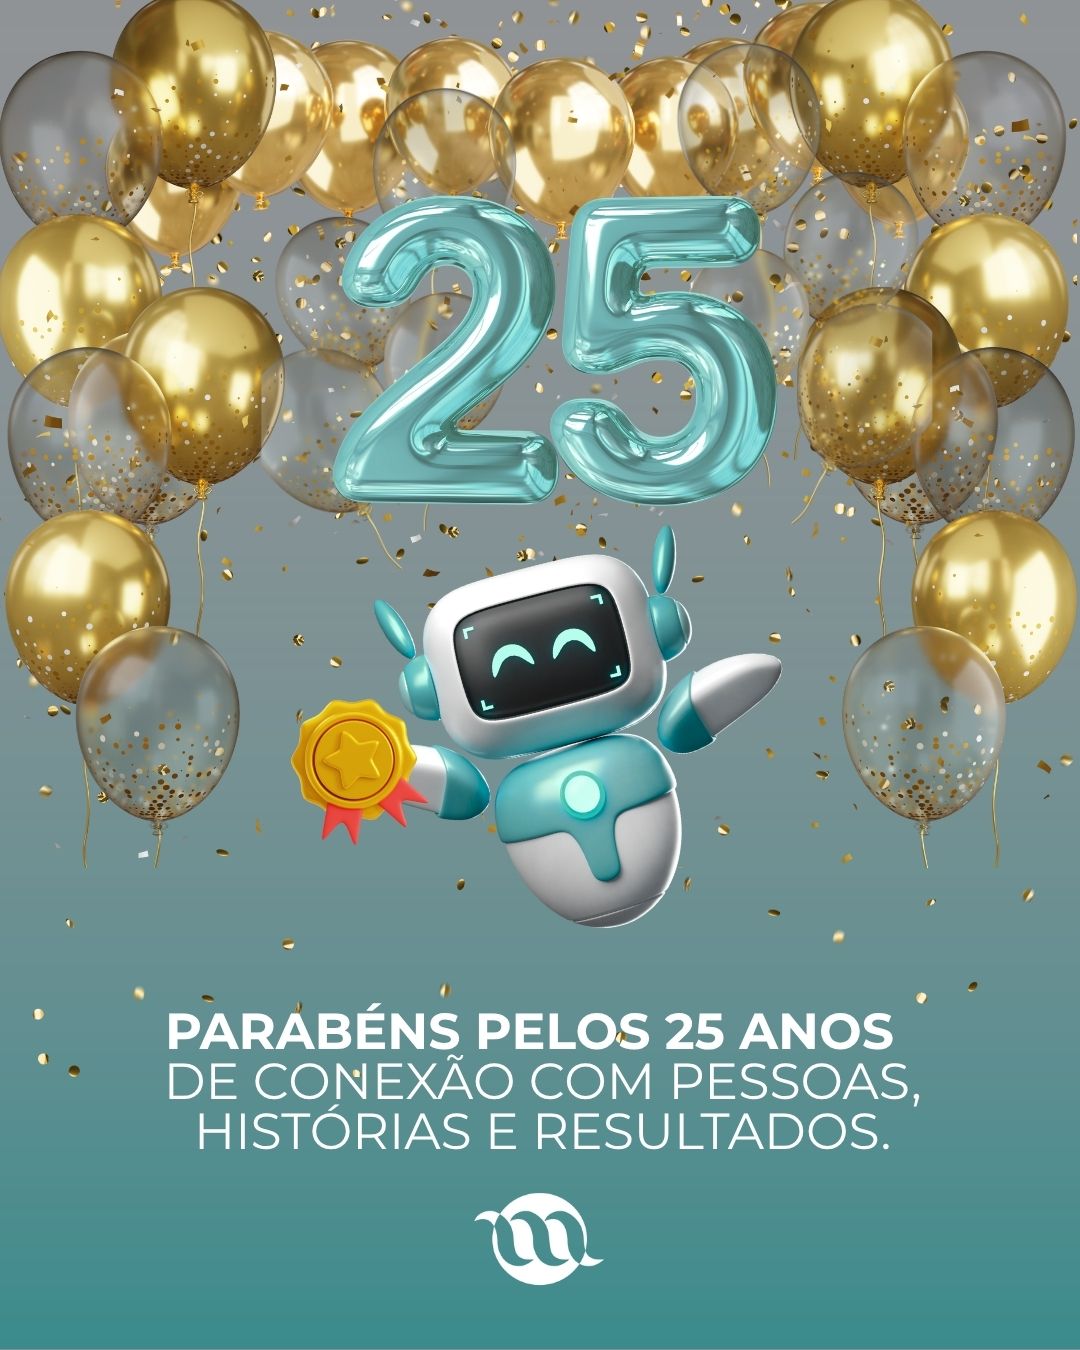 25
PARABÉNS PELOS 25 ANOS
DE CONEXÃO COM PESSOAS,
HISTÓRIAS E RESULTADOS.